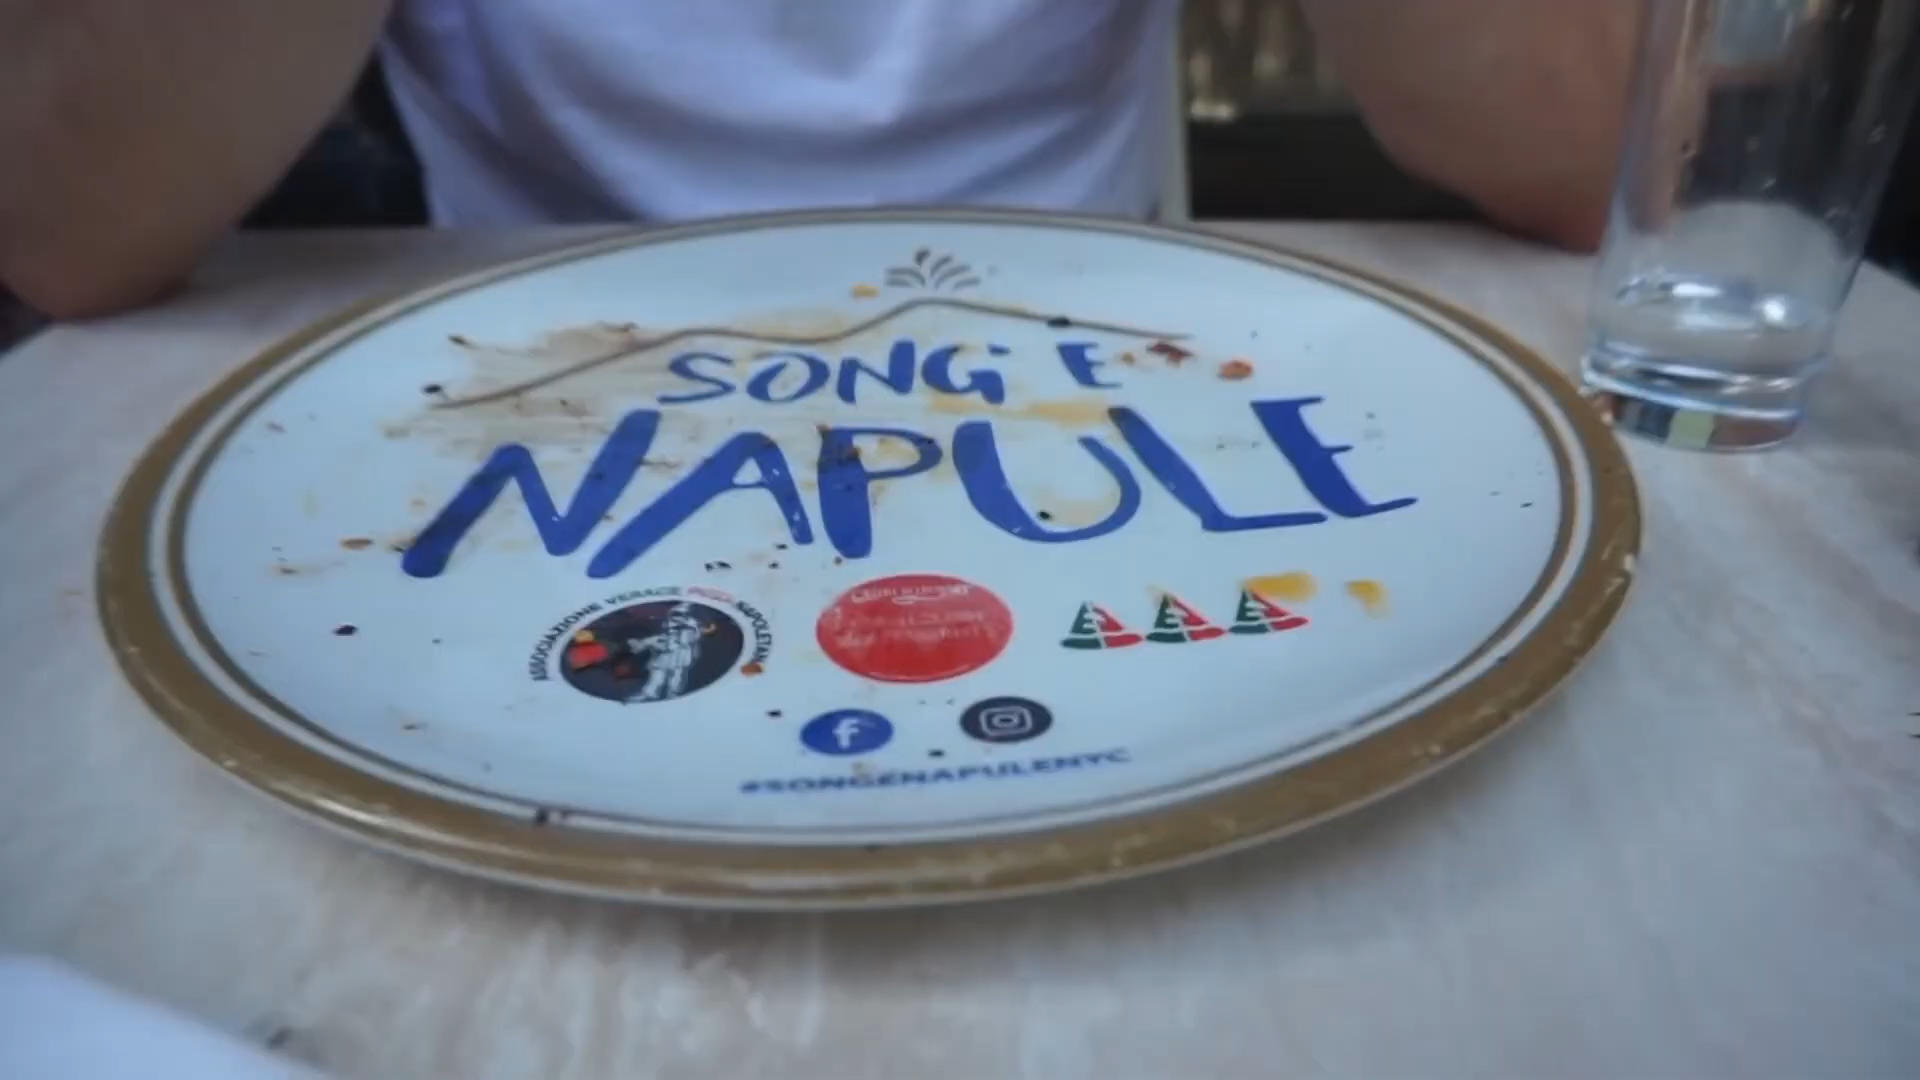 SONG' E
NAPULE
ASSOCIAZIONE VERACE PIZZA NAPOLETANA
#SONGENAPULENYC